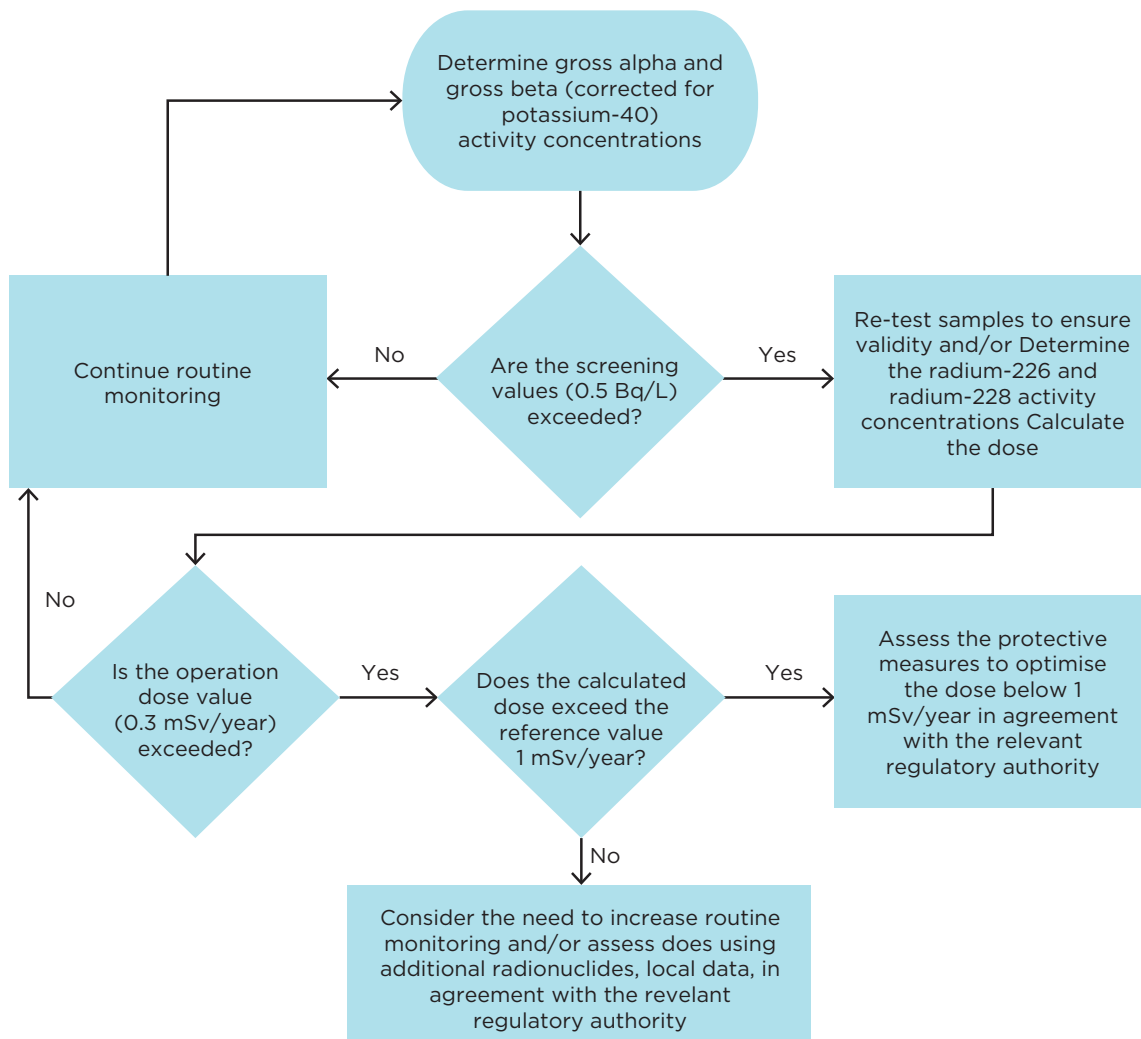 Determine gross alpha and
gross beta (corrected for
potassium-40)
activity concentrations
Continue routine
monitoring
No
Are the screening
values (0.5 Bq/L)
exceeded?
Yes
Re-test samples to ensure
validity and/or Determine
the radium-226 and
radium-228 activity
concentrations Calculate
the dose
No
Is the operation
dose value
(0.3 mSv/year)
exceeded?
Yes
Does the calculated
dose exceed the
reference value
1 mSv/year?
Yes
Assess the protective
measures to optimise
the dose below 1
mSv/year in agreement
with the relevant
regulatory authority
No
Consider the need to increase routine
monitoring and/or assess does using
additional radionuclides, local data, in
agreement with the revelant
regulatory authority